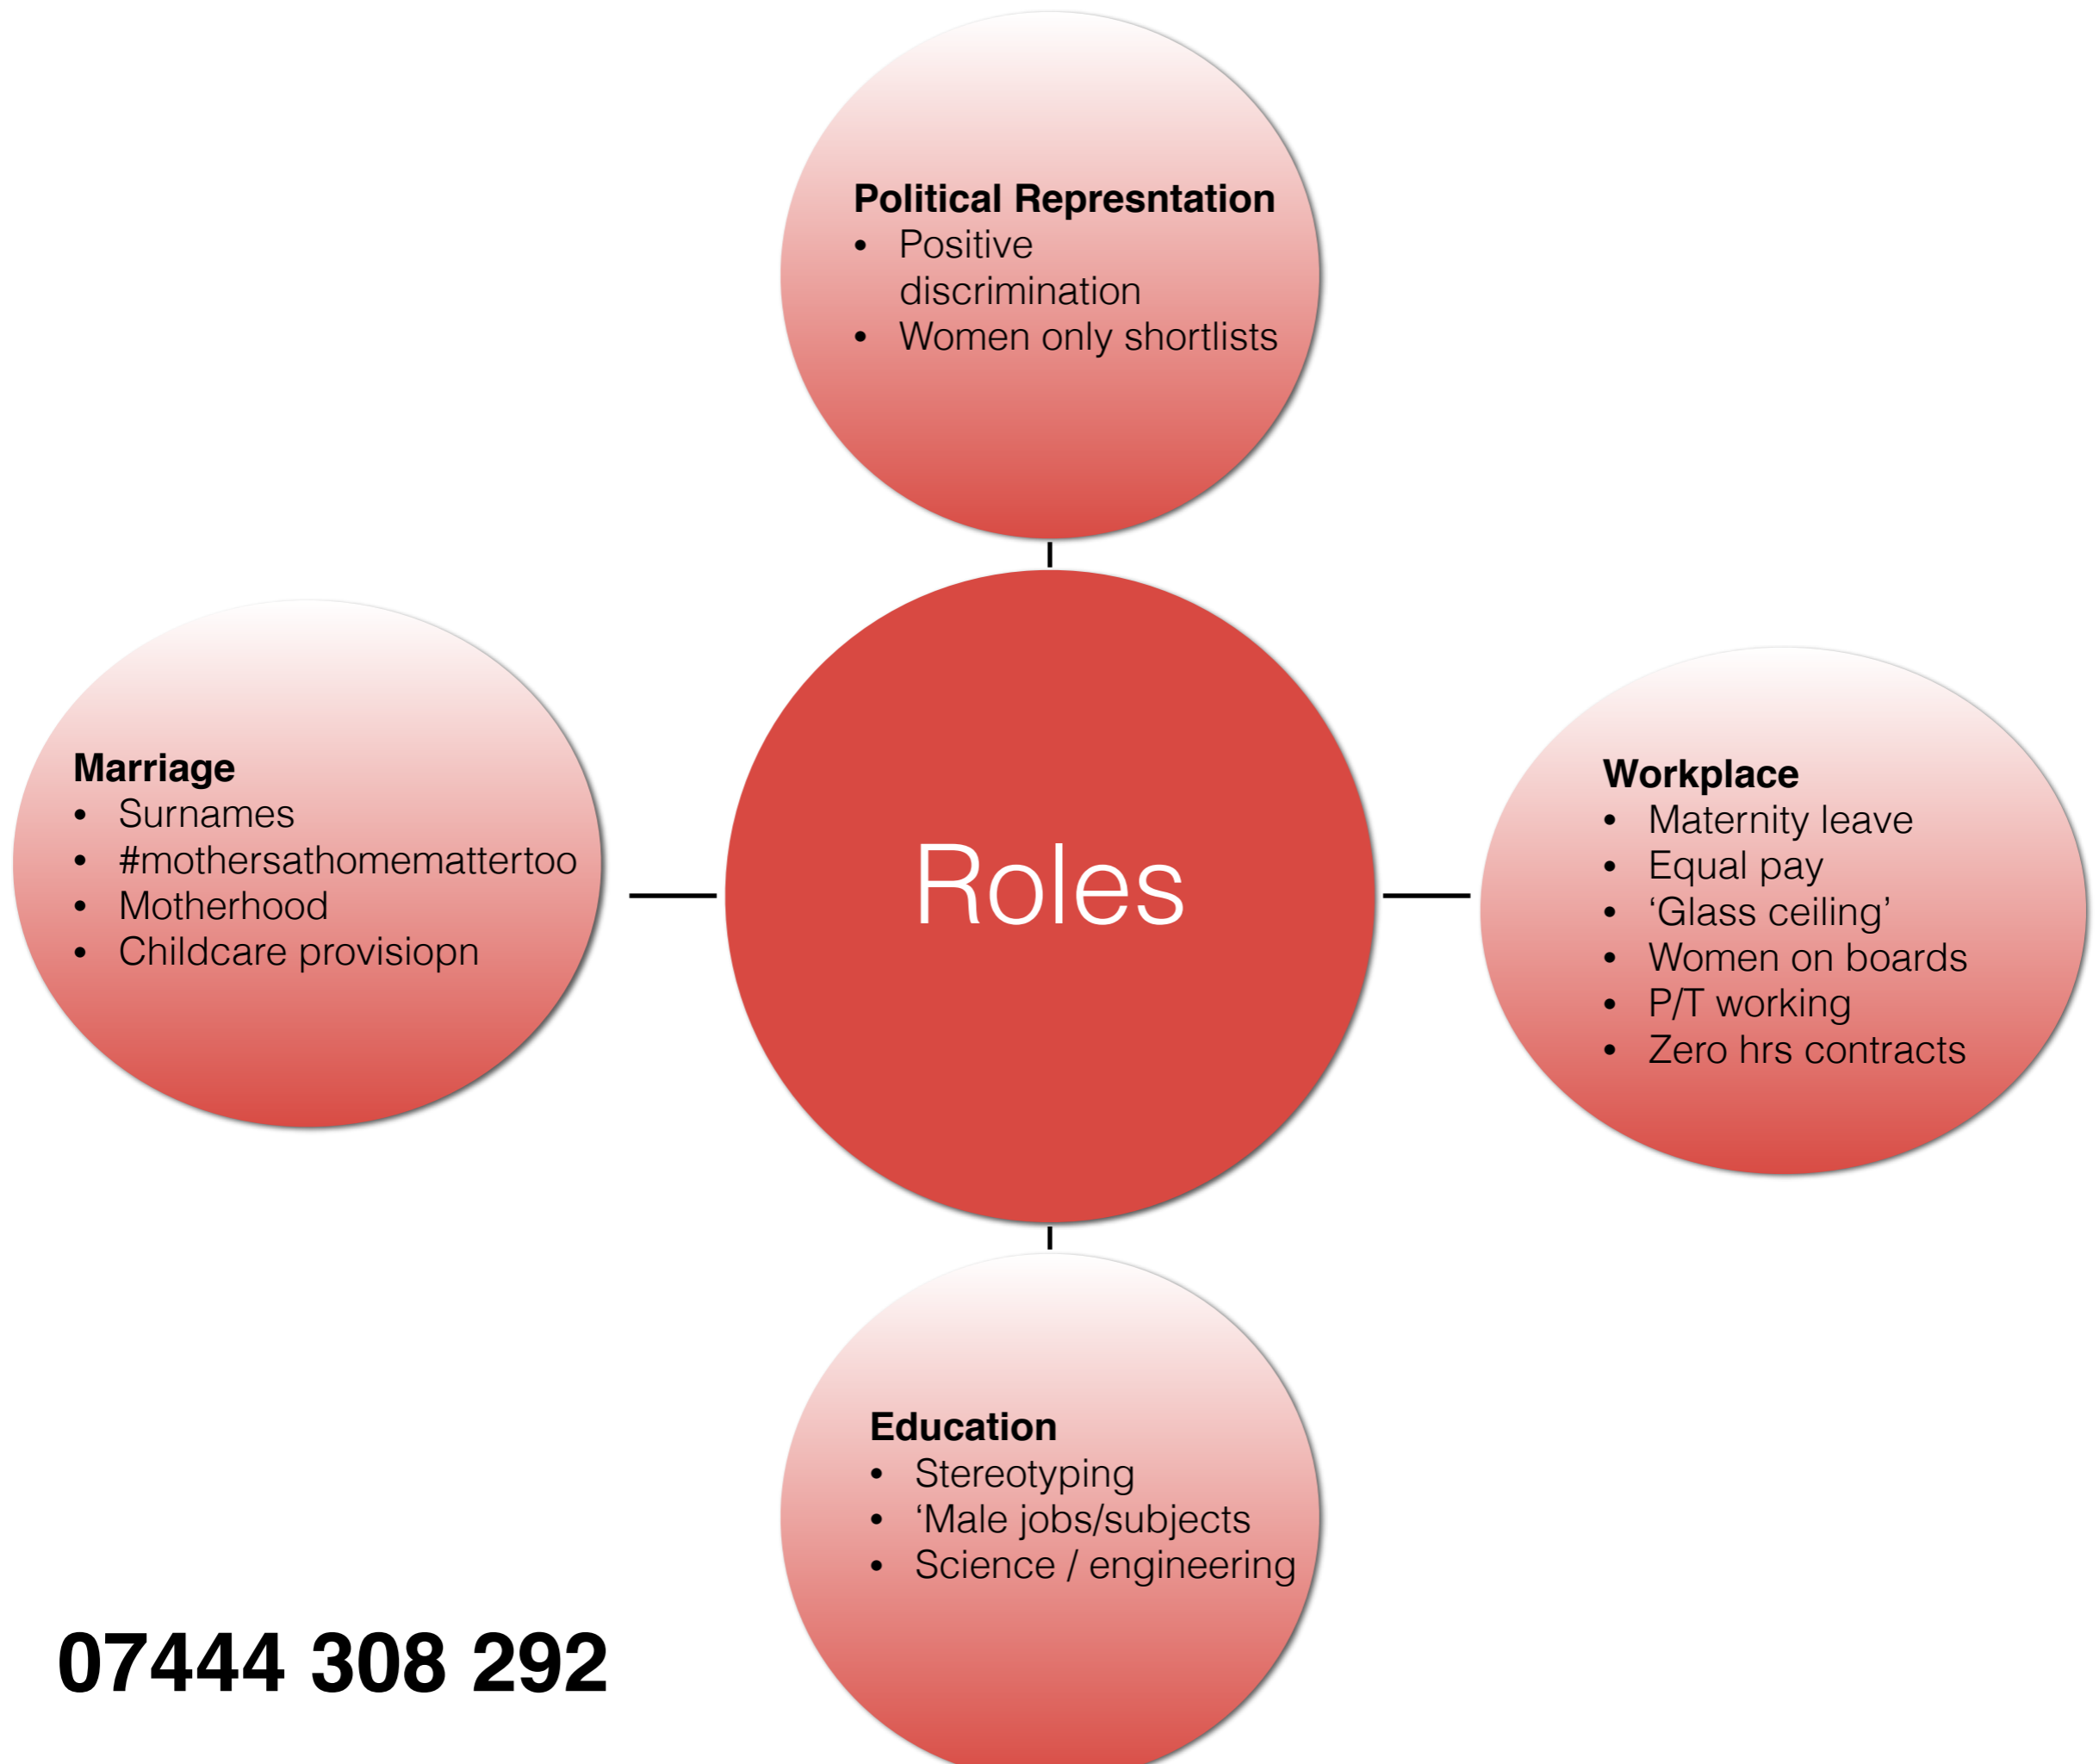 Political Represntation
• Positive
discrimination
• Women only shortlists
Marriage
• Surnames
• #mothersathomemattertoo
• Motherhood
• Childcare provisiopn
Roles
Workplace
• Maternity leave
• Equal pay
• ‘Glass ceiling’
• Women on boards
• P/T working
• Zero hrs contracts
Education
• Stereotyping
• ‘Male jobs/subjects
• Science / engineering
07444 308 292